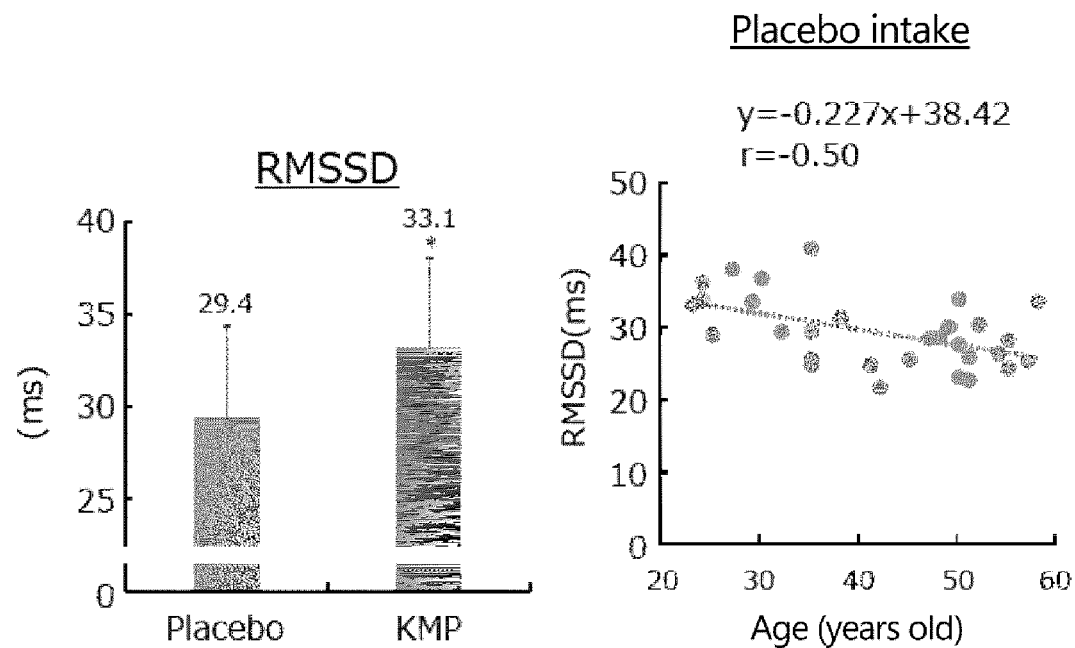 RMSSD
(ms)
40
35
30
25
0
29.4
33.1
*
Placebo
KMP
Placebo intake
y=-0.227x+38.42
r=-0.50
RMSSD(ms)
50
40
30
20
10
0
20
30
40
50
60
Age (years old)